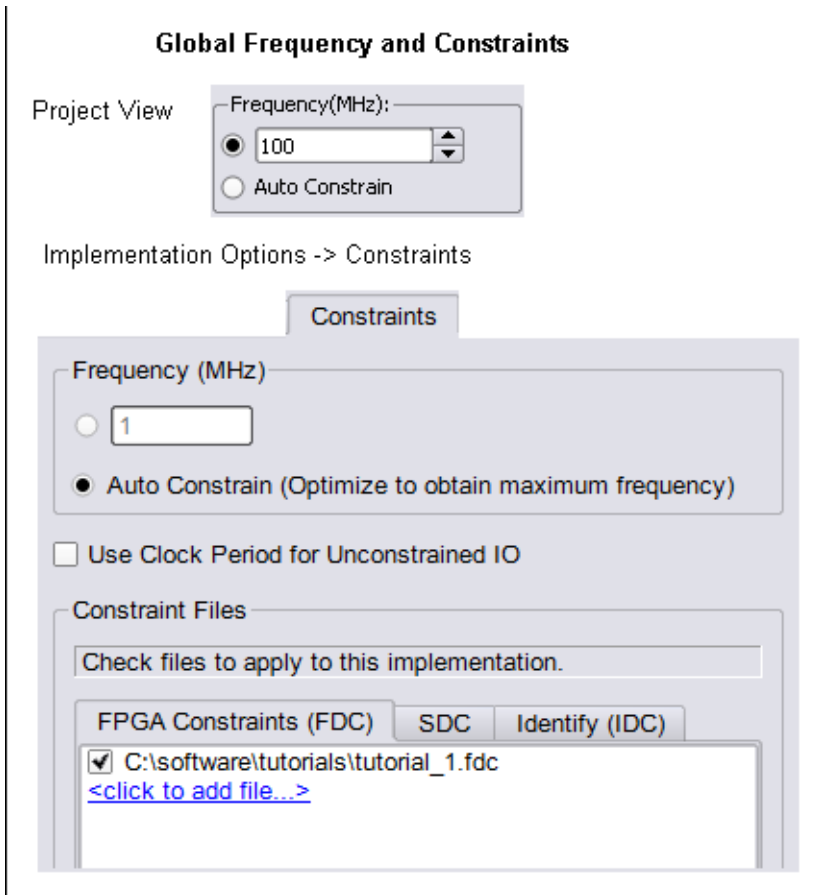 Global Frequency and Constraints
Project View
Frequency(MHz):
100
Auto Constrain
Implementation Options -> Constraints
Constraints
Frequency (MHz)
1
Auto Constrain (Optimize to obtain maximum frequency)
Use Clock Period for Unconstrained IO
Constraint Files
Check files to apply to this implementation.
FPGA Constraints (FDC) SDC Identify (IDC)
C:\software\tutorials\tutorial_1.fdc
<click to add file...>